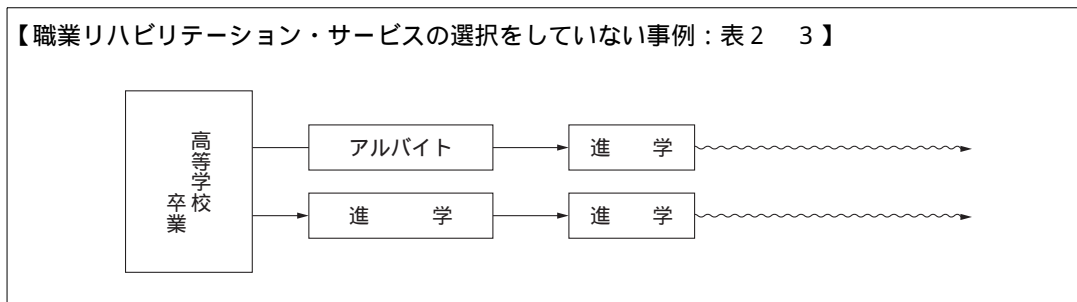 【職業リハビリテーション・サービスの選択をしていない事例：表２　３】
高等学校
卒業
アルバイト
進　学
進　　学
進　学